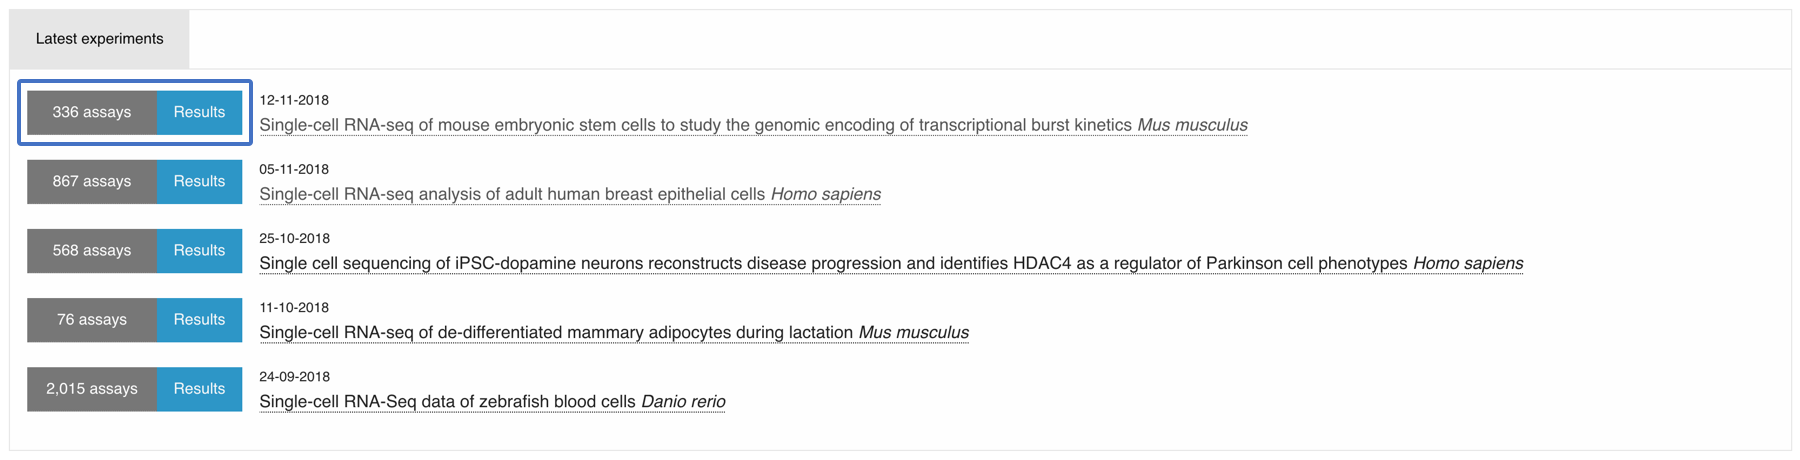 Latest experiments
336 assays Results
12-11-2018
Single-cell RNA-seq of mouse embryonic stem cells to study the genomic encoding of transcriptional burst kinetics Mus musculus
867 assays Results
05-11-2018
Single-cell RNA-seq analysis of adult human breast epithelial cells Homo sapiens
568 assays Results
25-10-2018
Single cell sequencing of iPSC-dopamine neurons reconstructs disease progression and identifies HDAC4 as a regulator of Parkinson cell phenotypes Homo sapiens
76 assays Results
11-10-2018
Single-cell RNA-seq of de-differentiated mammary adipocytes during lactation Mus musculus
2,015 assays Results
24-09-2018
Single-cell RNA-Seq data of zebrafish blood cells Danio rerio